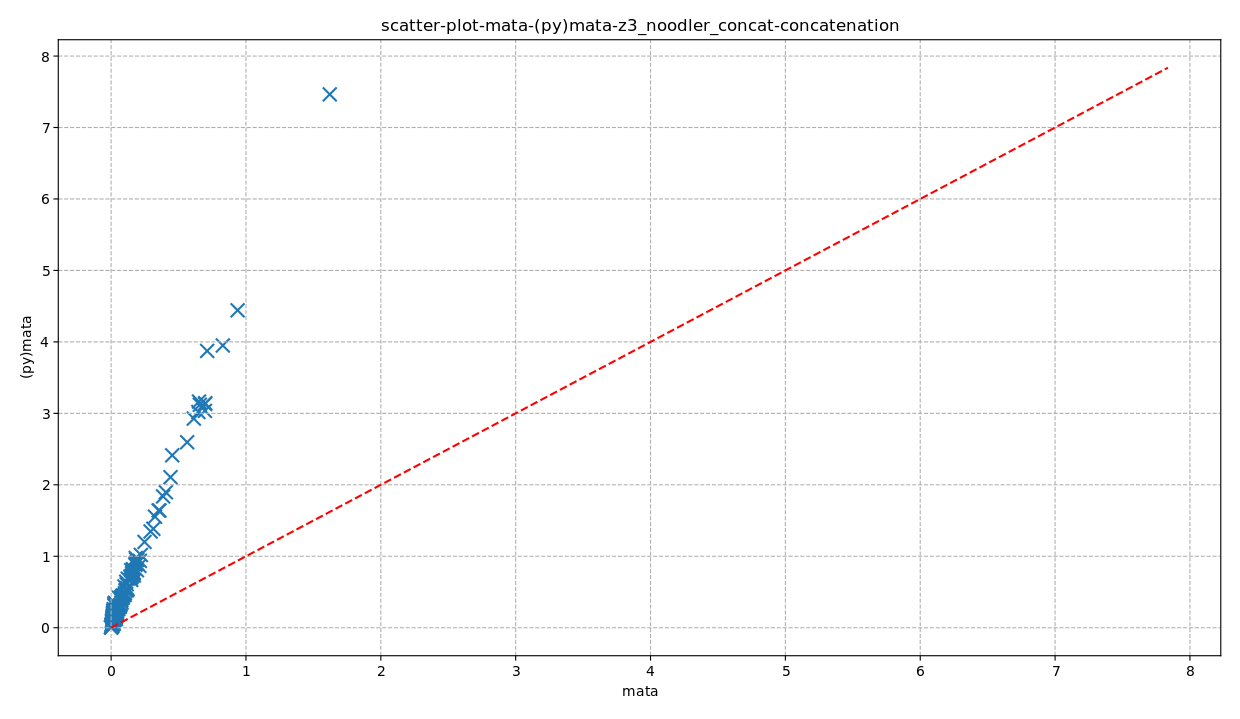 scatter-plot-mata-(py)mata-z3_noodler_concat-concatenation
8
7
6
5
4
3
2
1
0
(py)mata
0 1 2 3 4 5 6 7 8
mata